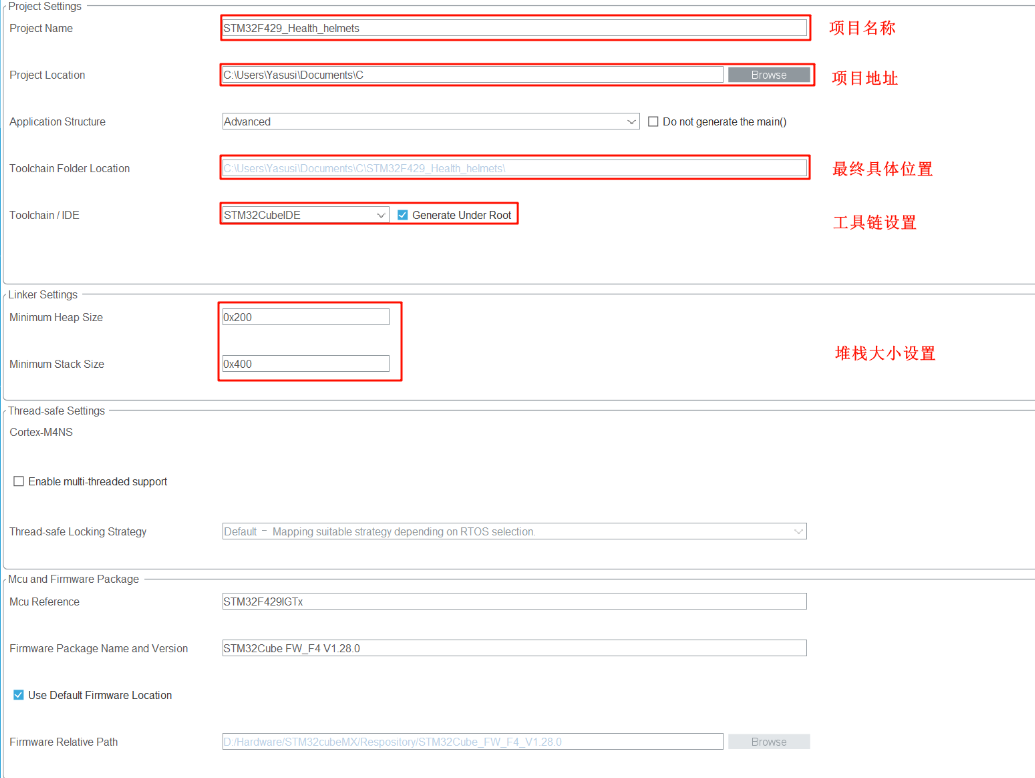 Project Settings
Project Name STM32F429_Health_helmets 项目名称
Project Location C:\Users\Yasusi\Documents\C Browse 项目地址
Application Structure Advanced Do not generate the main()
Toolchain Folder Location C:\Users\Yasusi\Documents\C\STM32F429_Health_helmets\ 最终具体位置
Toolchain / IDE STM32CubeIDE Generate Under Root 工具链设置
Linker Settings
Minimum Heap Size 0x200
堆栈大小设置
Minimum Stack Size 0x400
Thread-safe Settings
Cortex-M4NS
Enable multi-threaded support
Thread-safe Locking Strategy Default - Mapping suitable strategy depending on RTOS selection.
Mcu and Firmware Package
Mcu Reference STM32F429IGTx
Firmware Package Name and Version STM32Cube FW_F4 V1.28.0
Use Default Firmware Location
Firmware Relative Path D:/Hardware/STM32cubeMX/Respository/STM32Cube_FW_F4_V1.28.0 Browse